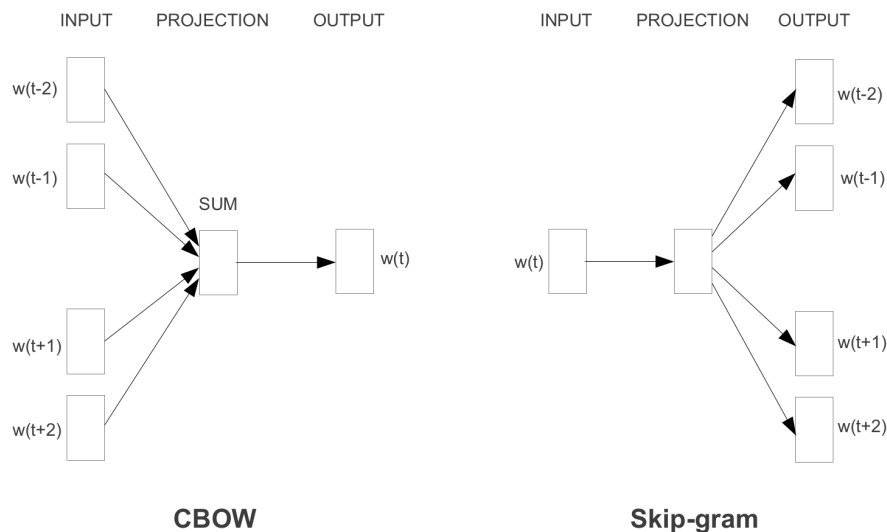 INPUT PROJECTION OUTPUT
w(t-2)
w(t-1)
SUM
w(t)
w(t+1)
w(t+2)
CBOW
INPUT PROJECTION OUTPUT
w(t-2)
w(t-1)
w(t)
w(t+1)
w(t+2)
Skip-gram